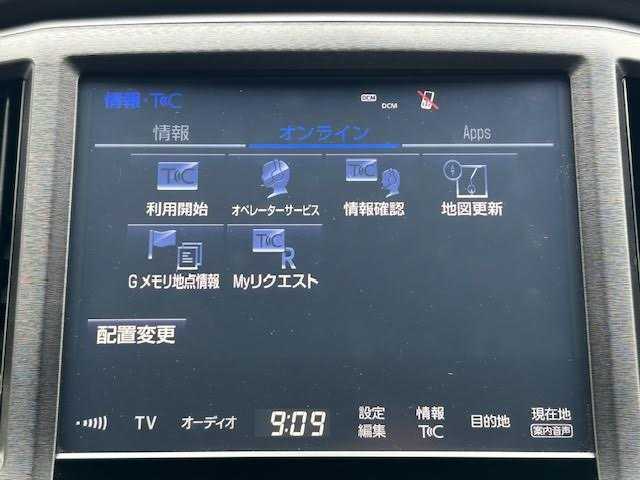 情報・T(C
DCM
DCM
情報 オンライン Apps
T(C T(C
利用開始 オペレーターサービス 情報確認 地図更新
T(C R
Gメモリ地点情報 Myリクエスト
配置変更
TV オーディオ 9:09 設定編集 情報T(C 目的地 現在地
案内音声